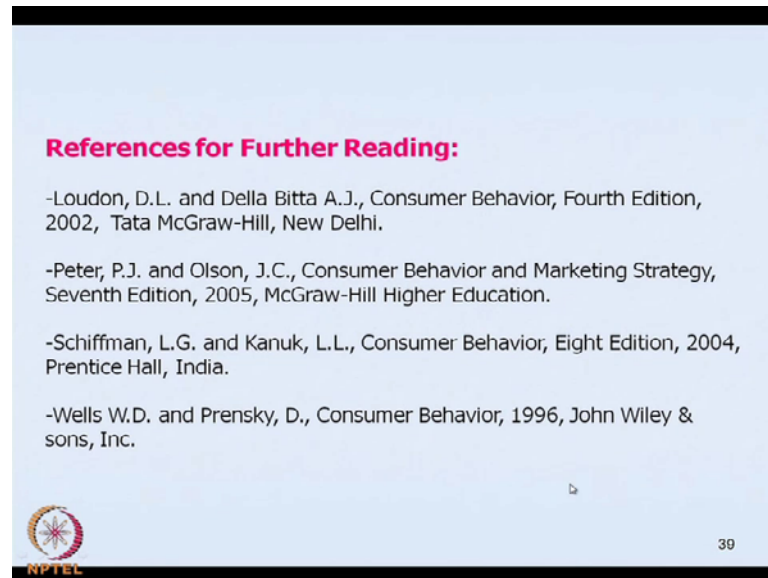 References for Further Reading:
-Loudon, D.L. and Della Bitta A.J., Consumer Behavior, Fourth Edition,
2002, Tata McGraw-Hill, New Delhi.
-Peter, P.J. and Olson, J.C., Consumer Behavior and Marketing Strategy,
Seventh Edition, 2005, McGraw-Hill Higher Education.
-Schiffman, L.G. and Kanuk, L.L., Consumer Behavior, Eight Edition, 2004,
Prentice Hall, India.
-Wells W.D. and Prensky, D., Consumer Behavior, 1996, John Wiley &
sons, Inc.
39
NPTEL